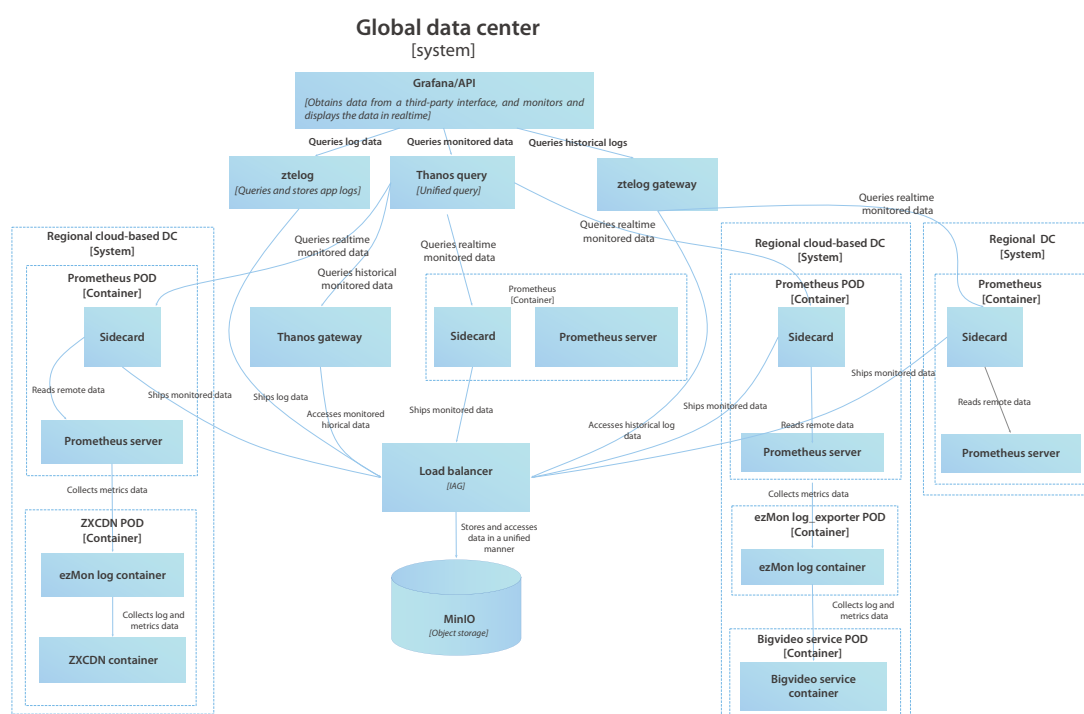 Global data center
[system]
Grafana/API
[Obtains data from a third-party interface, and monitors and
displays the data in realtime]
Queries log data
Queries monitored data
Queries historical logs
ztelog
[Queries and stores app logs]
Thanos query
[Unified query]
ztelog gateway
Queries realtime
monitored data
Queries realtime
monitored data
Queries realtime
monitored data
Queries realtime
monitored data
Queries historical
monitored data
Regional cloud-based DC
[System]
Prometheus POD
[Container]
Sidecard
Reads remote data
Ships monitored data
Prometheus server
Collects metrics data
ZXCDN POD
[Container]
ezMon log container
Collects log and
metrics data
ZXCDN container
Thanos gateway
Ships log data
Accesses monitored
hiorical data
Prometheus
[Container]
Sidecard
Prometheus server
Ships monitored data
Load balancer
[IAG]
Stores and accesses
data in a unified
manner
MinIO
[Object storage]
Accesses historical log
data
Regional cloud-based DC
[System]
Prometheus POD
[Container]
Sidecard
Ships monitored data
Reads remote data
Prometheus server
Collects metrics data
ezMon log_exporter POD
[Container]
ezMon log container
Collects log and
metrics data
Bigvideo service POD
[Container]
Bigvideo service
container
Regional DC
[System]
Prometheus
[Container]
Sidecard
Ships monitored data
Reads remote data
Prometheus server